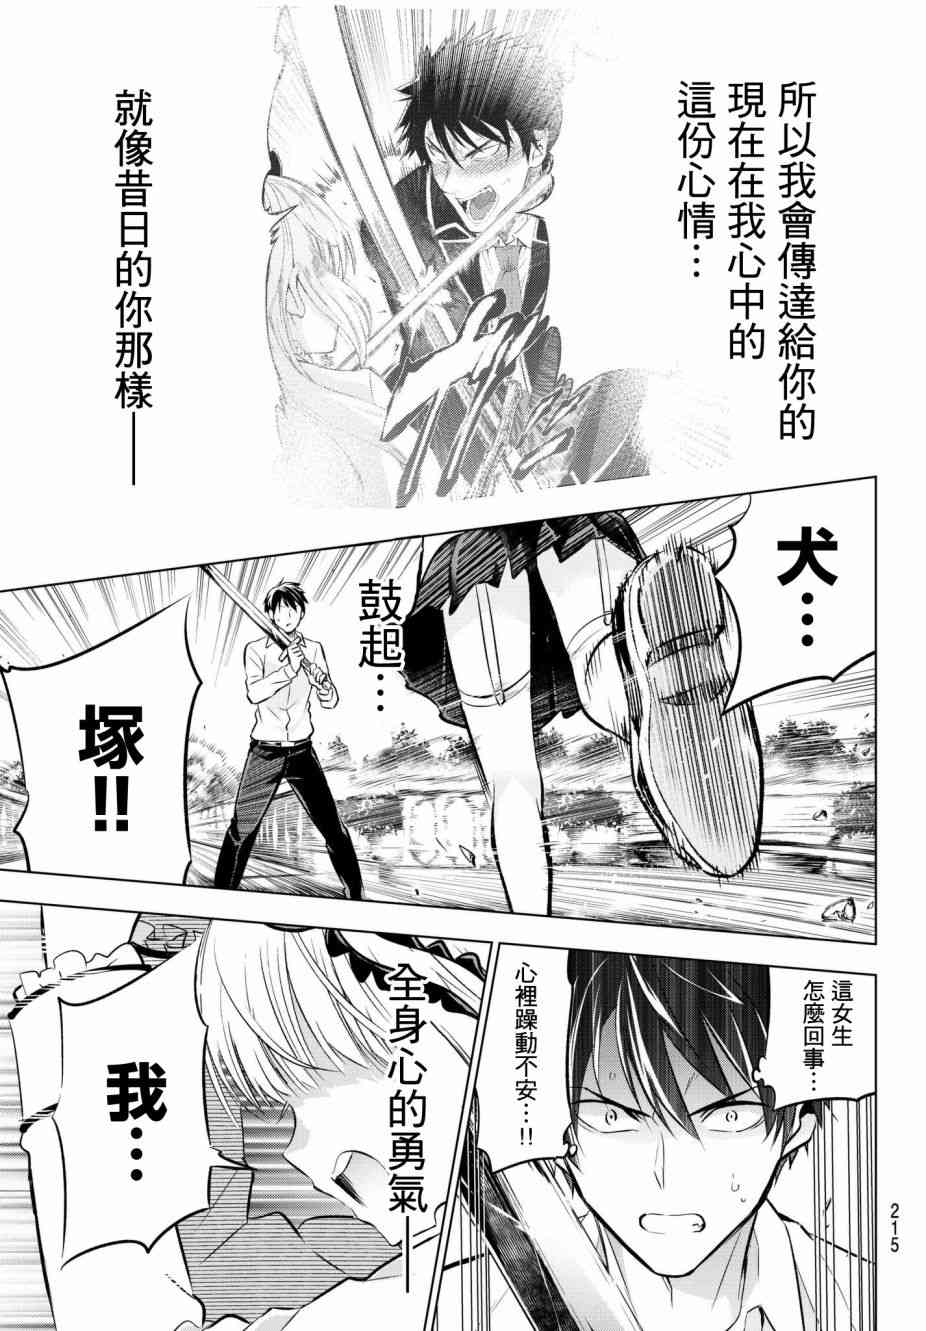 所以我會傳達給你的
現在在我心中的
這份心情…
就像昔日的你那樣——
犬…
鼓起…
塚!!
這女生
怎麼回事…
心裡躁動不安…!!
全身心的勇氣——
我…
215